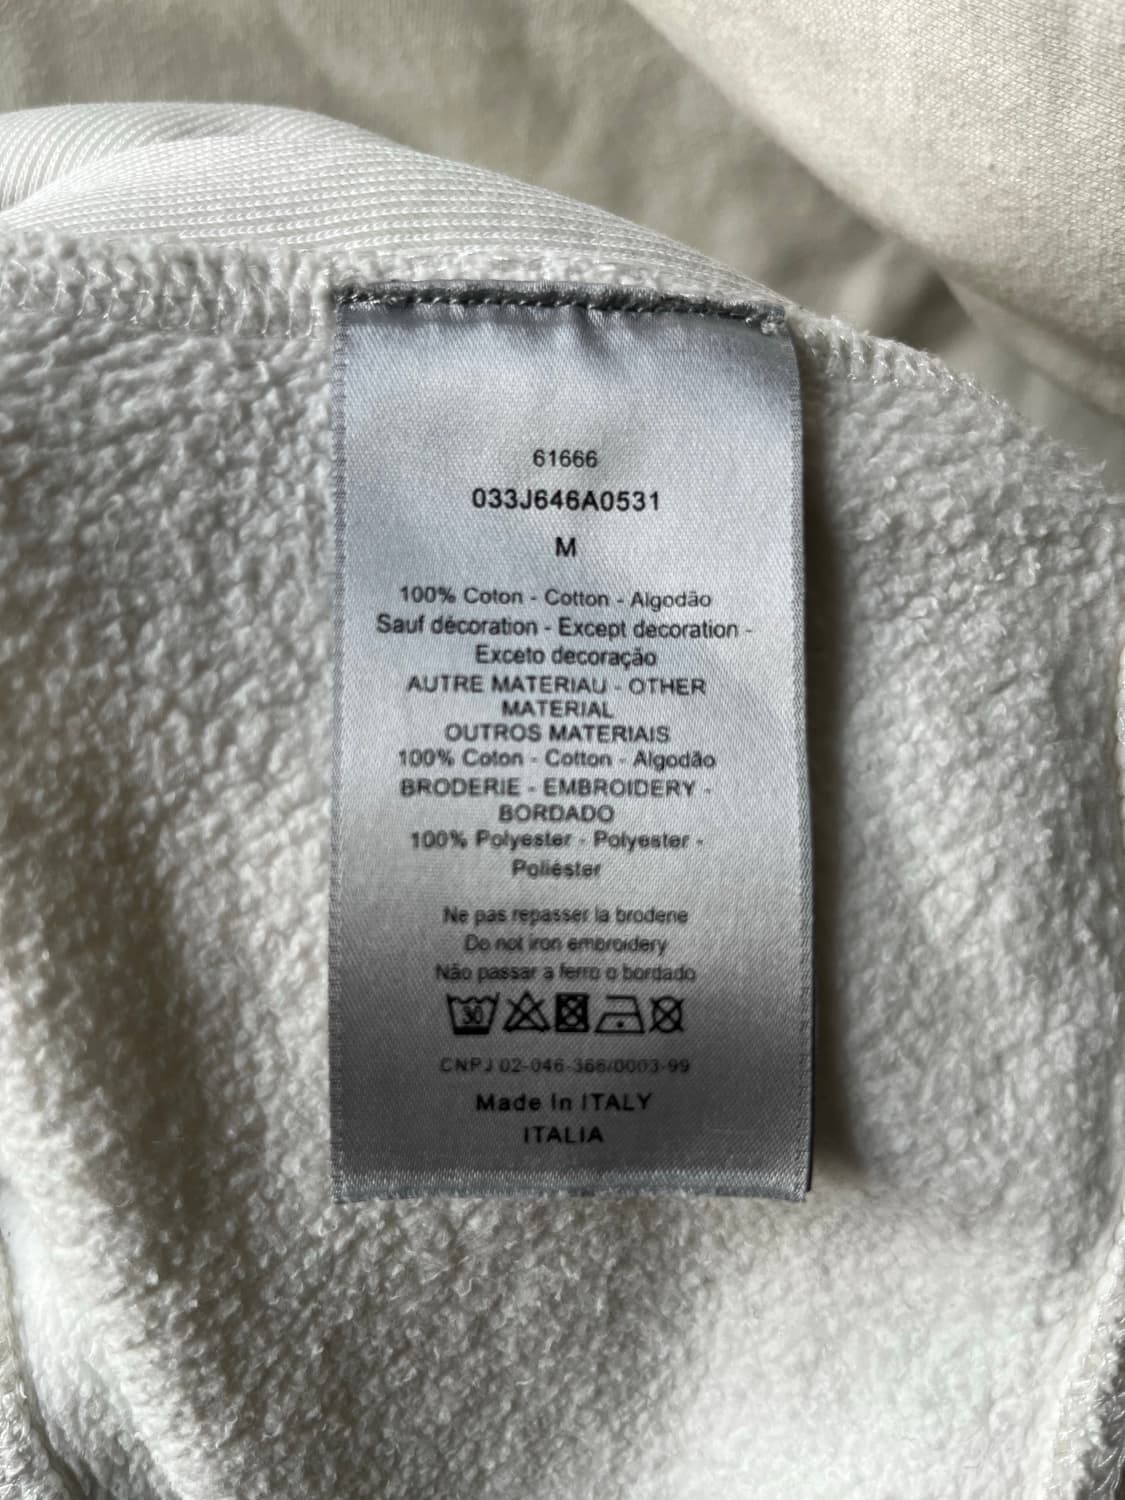 61666
033J646A0531
M
100% Coton - Cotton - Algodão
Sauf décoration - Except decoration -
Exceto decoração
AUTRE MATERIAU - OTHER
MATERIAL
OUTROS MATERIAIS
100% Coton - Cotton - Algodão
BRODERIE - EMBROIDERY -
BORDADO
100% Polyester - Polyester -
Poliéster
Ne pas repasser la broderie
Do not iron embroidery
Não passar a ferro o bordado
30
CNPJ 02-046-366/0003-99
Made In ITALY
ITALIA